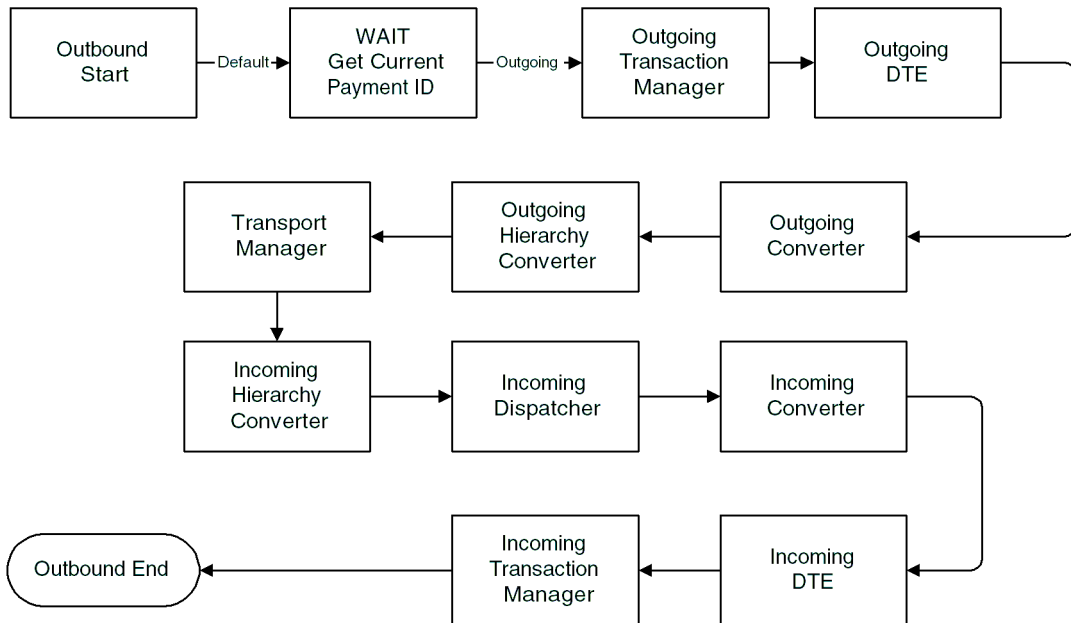 Outbound
Start
Default
WAIT
Get Current
Payment ID
Outgoing
Outgoing
Transaction
Manager
Outgoing
DTE
Transport
Manager
Outgoing
Hierarchy
Converter
Outgoing
Converter
Incoming
Hierarchy
Converter
Incoming
Dispatcher
Incoming
Converter
Outbound End
Incoming
Transaction
Manager
Incoming
DTE